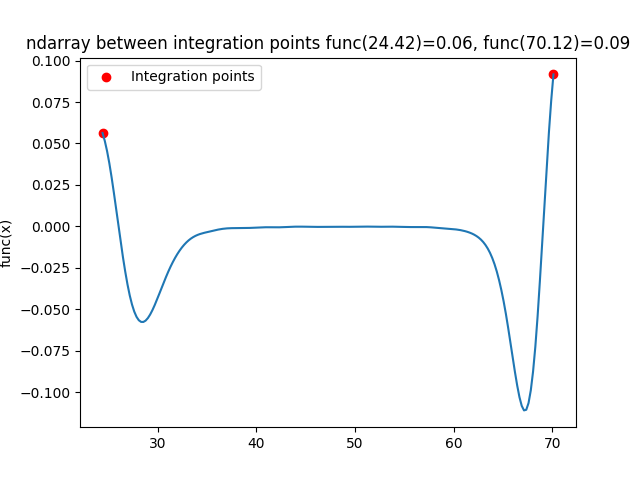 ndarray between integration points func(24.42)=0.06, func(70.12)=0.09
Integration points
func(x)
0.100
0.075
0.050
0.025
0.000
−0.025
−0.050
−0.075
−0.100
30 40 50 60 70